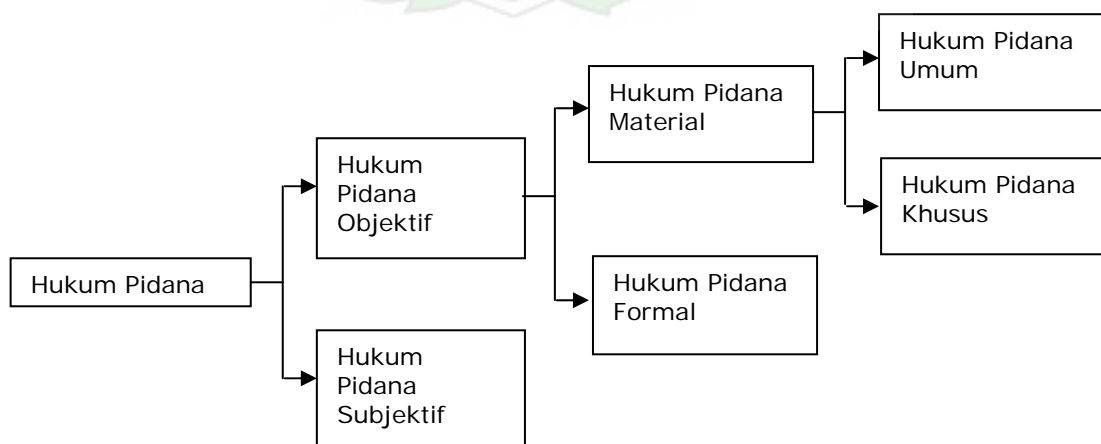 Hukum Pidana
Hukum
Pidana
Objektif
Hukum
Pidana
Subjektif
Hukum Pidana
Material
Hukum Pidana
Formal
Hukum Pidana
Umum
Hukum Pidana
Khusus